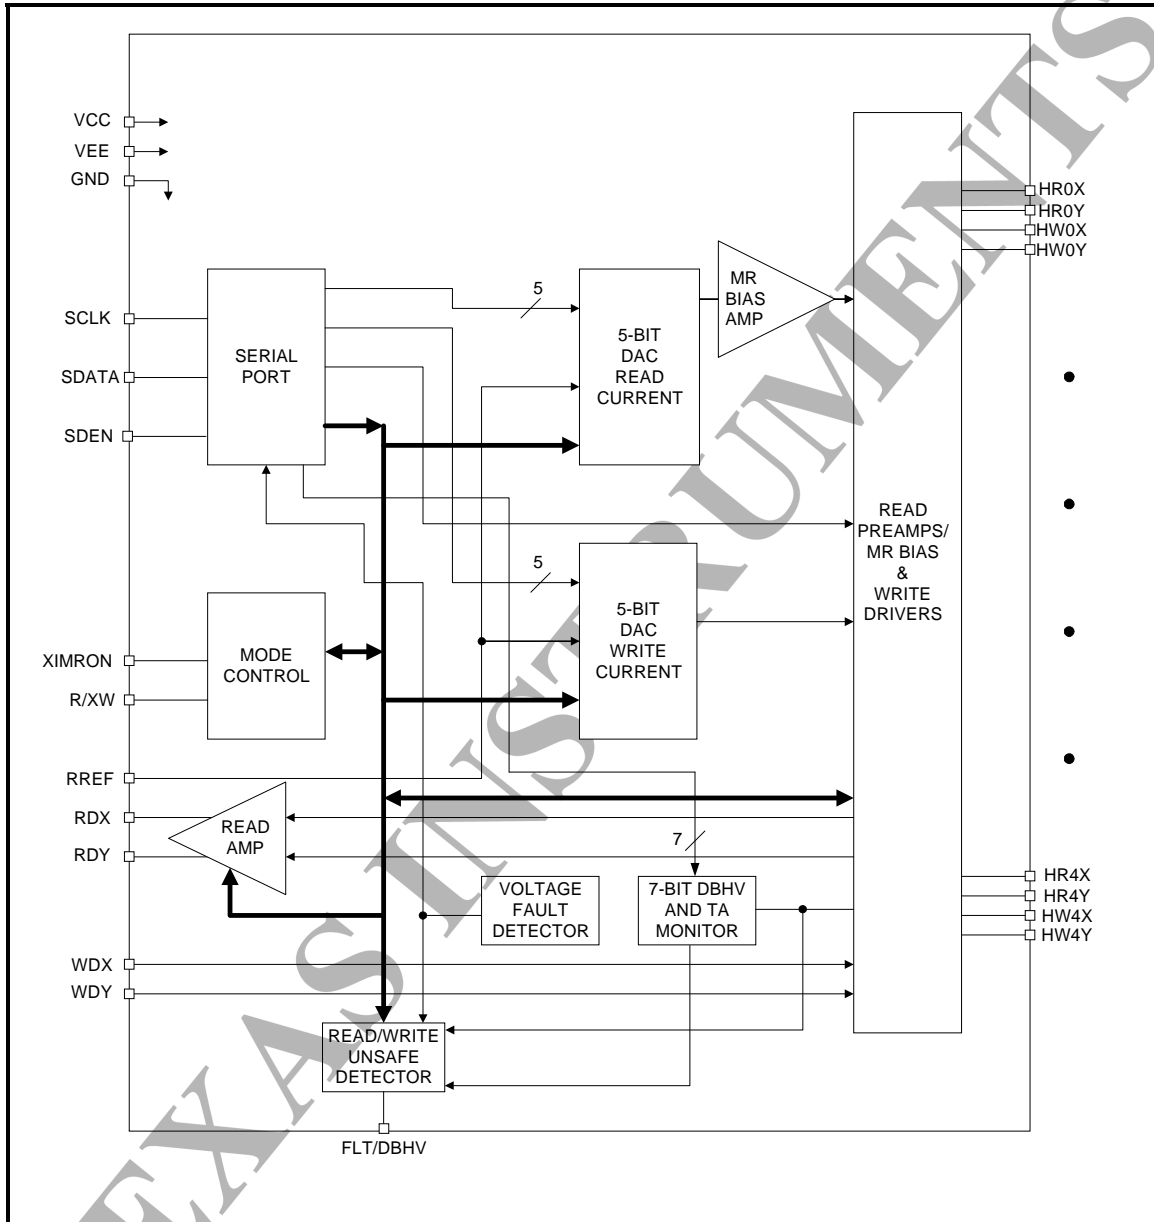 VCC
VEE
GND
SCLK
SDATA
SDEN
XIMRON
R/XW
RREF
RDX
RDY
WDX
WDY
SERIAL
PORT
MODE
CONTROL
READ
AMP
5
5-BIT
DAC
READ
CURRENT
MR
BIAS
AMP
5
5-BIT
DAC
WRITE
CURRENT
7
VOLTAGE
FAULT
DETECTOR
7-BIT DBHV
AND TA
MONITOR
READ/WRITE
UNSAFE
DETECTOR
FLT/DBHV
READ
PREAMPS/
MR BIAS
&
WRITE
DRIVERS
HR0X
HR0Y
HW0X
HW0Y
HR4X
HR4Y
HW4X
HW4Y
TEXAS INSTRUMENTS